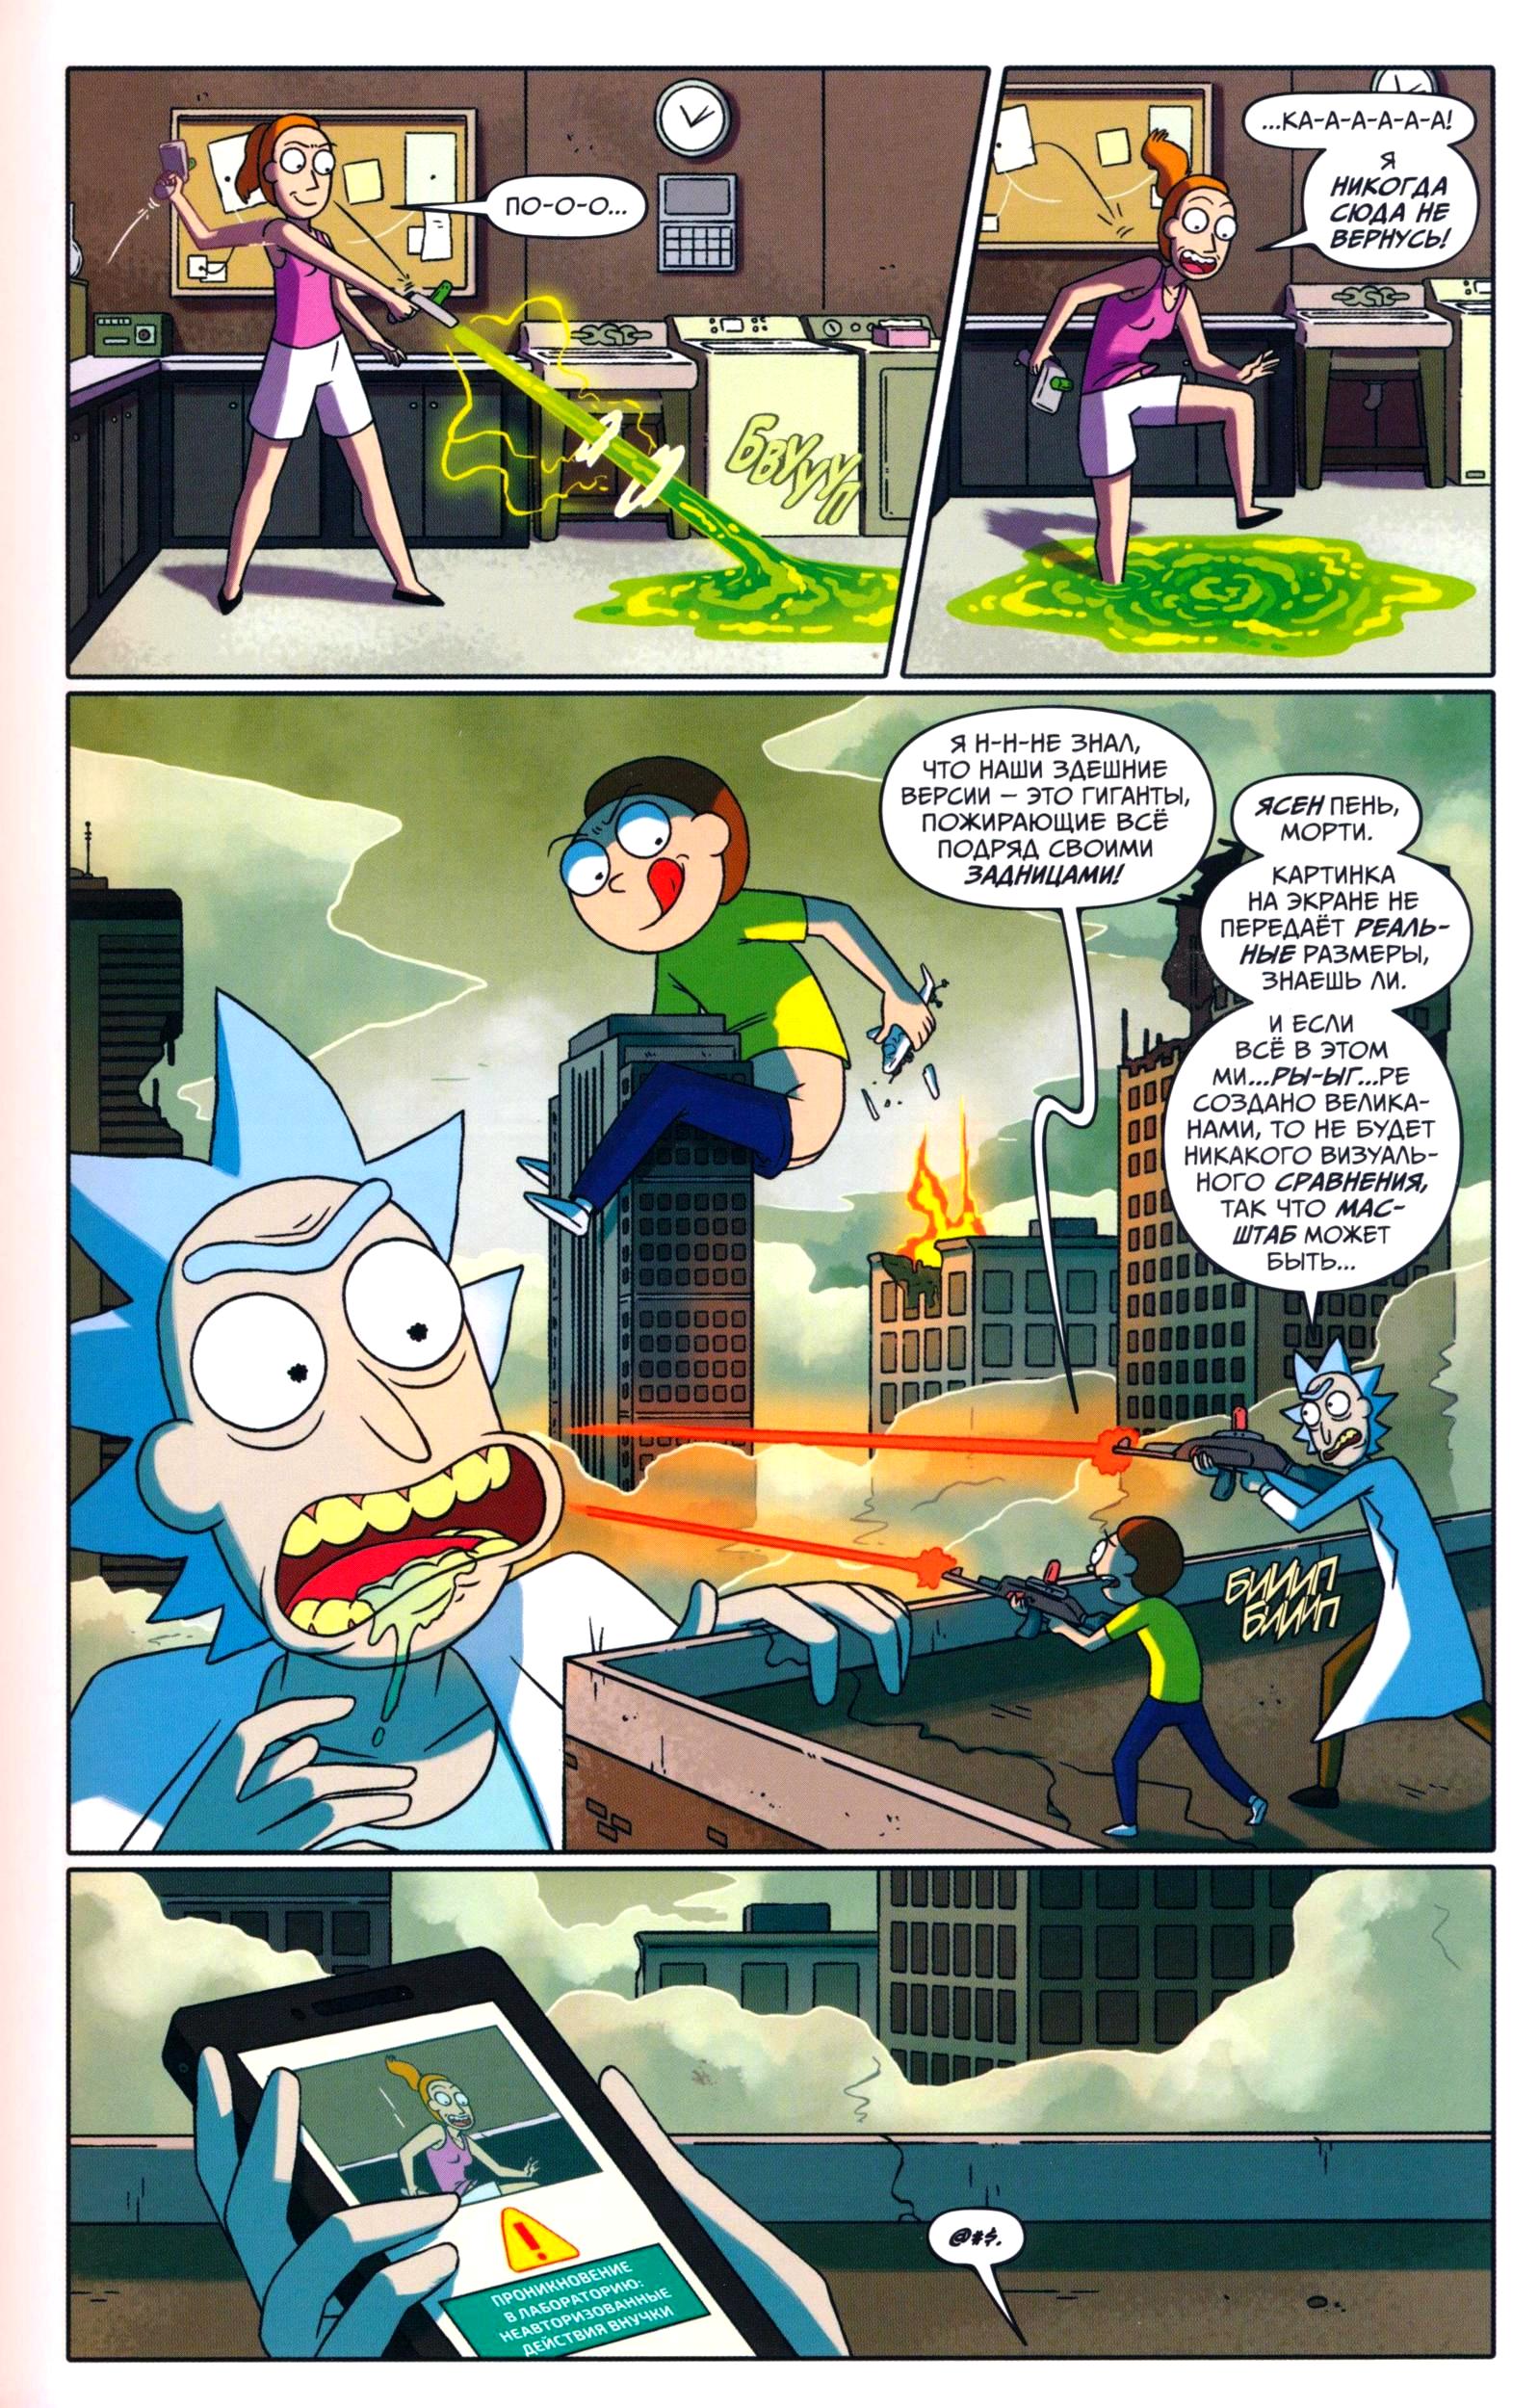 ПО-О-О...
БВУУУП
...КА-А-А-А-А-А!
Я
НИКОГДА
СЮДА НЕ
ВЕРНУСЬ!
Я Н-Н-НЕ ЗНАЛ,
ЧТО НАШИ ЗДЕШНИЕ
ВЕРСИИ — ЭТО ГИГАНТЫ,
ПОЖИРАЮЩИЕ ВСЁ
ПОДРЯД СВОИМИ
ЗАДНИЦАМИ!
ЯСЕН ПЕНЬ,
МОРТИ.
КАРТИНКА
НА ЭКРАНЕ НЕ
ПЕРЕДАЁТ РЕАЛЬ-
НЫЕ РАЗМЕРЫ,
ЗНАЕШЬ ЛИ.
И ЕСЛИ
ВСЁ В ЭТОМ
МИ...РЫ-ЫГ...РЕ
СОЗДАНО ВЕЛИКА-
НАМИ, ТО НЕ БУДЕТ
НИКАКОГО ВИЗУАЛЬ-
НОГО СРАВНЕНИЯ,
ТАК ЧТО МАС-
ШТАБ МОЖЕТ
БЫТЬ...
БИИИП
БИИИП
ПРОНИКНОВЕНИЕ
В ЛАБОРАТОРИЮ:
НЕАВТОРИЗОВАННЫЕ
ДЕЙСТВИЯ ВНУЧКИ
@#$.